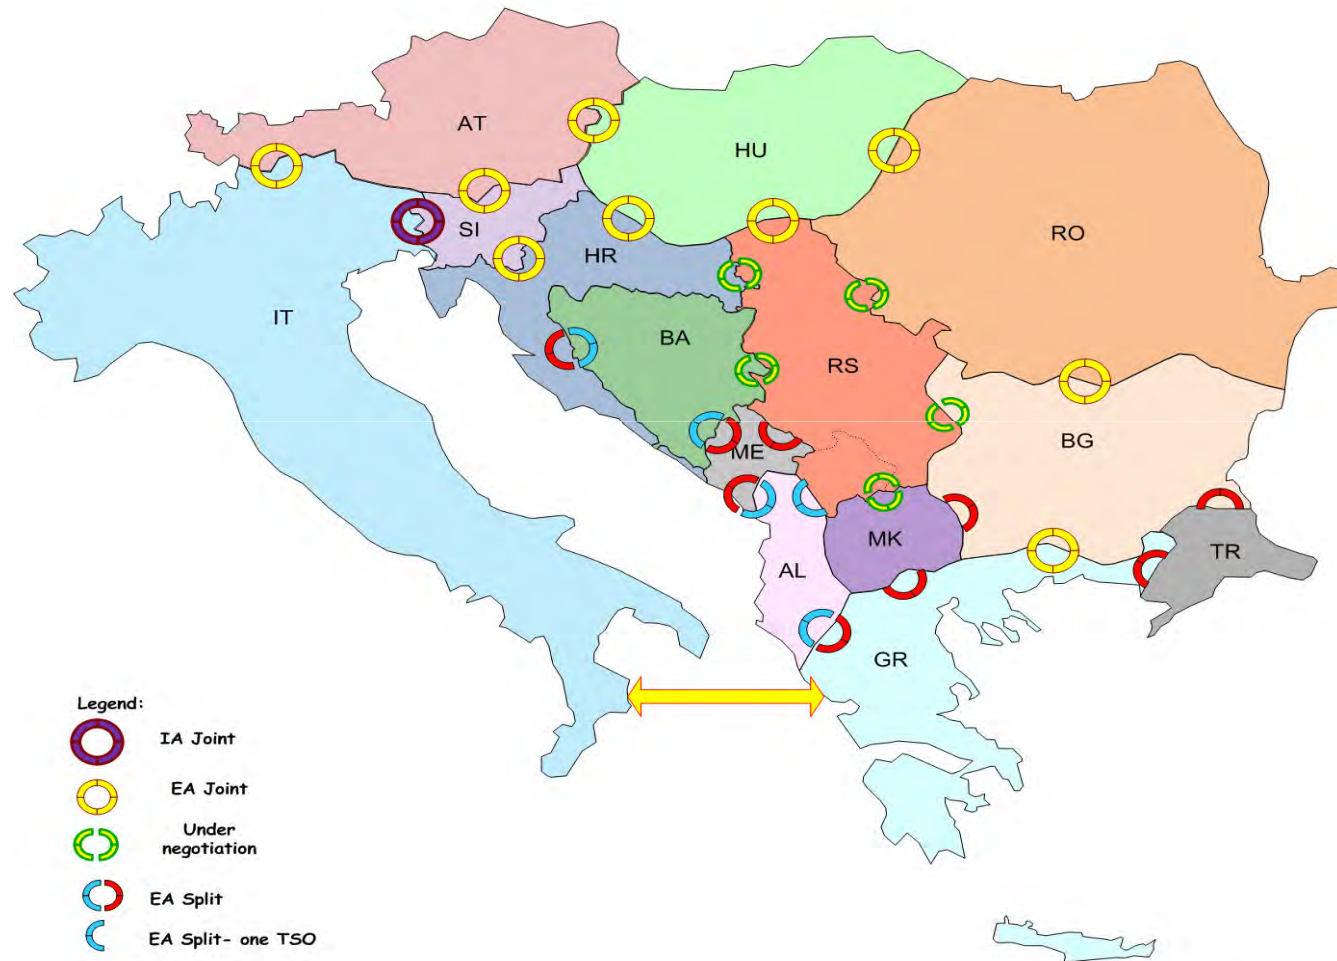 AT
HU
SI
RO
HR
IT
BA
RS
BG
ME
MK
TR
AL
GR
Legend:
IA Joint
EA Joint
Under
negotiation
EA Split
EA Split- one TSO